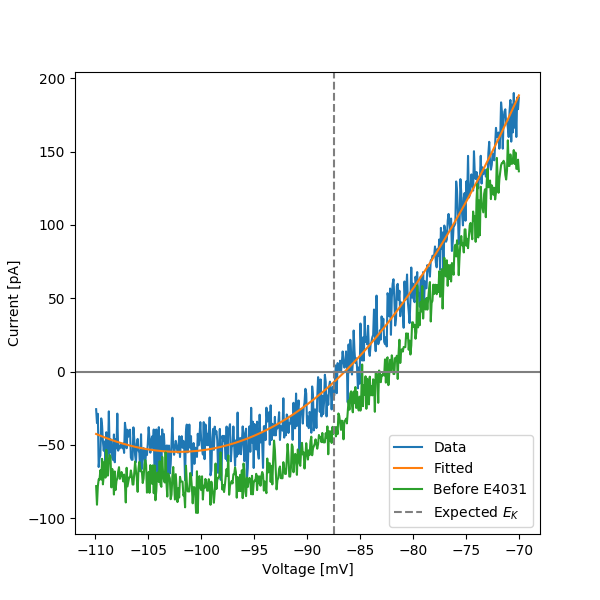 200
150
100
50
0
−50
−100
Current [pA]
Data
Fitted
Before E4031
Expected E_K
−110 −105 −100 −95 −90 −85 −80 −75 −70
Voltage [mV]